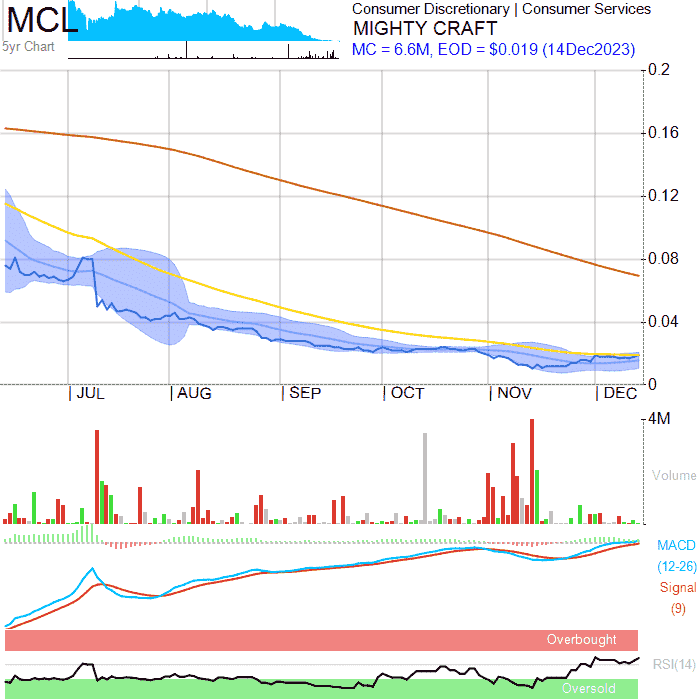 MCL
5yr Chart
Consumer Discretionary | Consumer Services
MIGHTY CRAFT
MC = 6.6M, EOD = $0.019 (14Dec2023)
0.2
0.16
0.12
0.08
0.04
0
JUL AUG SEP OCT NOV DEC
4M
Volume
MACD
(12-26)
Signal
(9)
Overbought
RSI(14)
Oversold